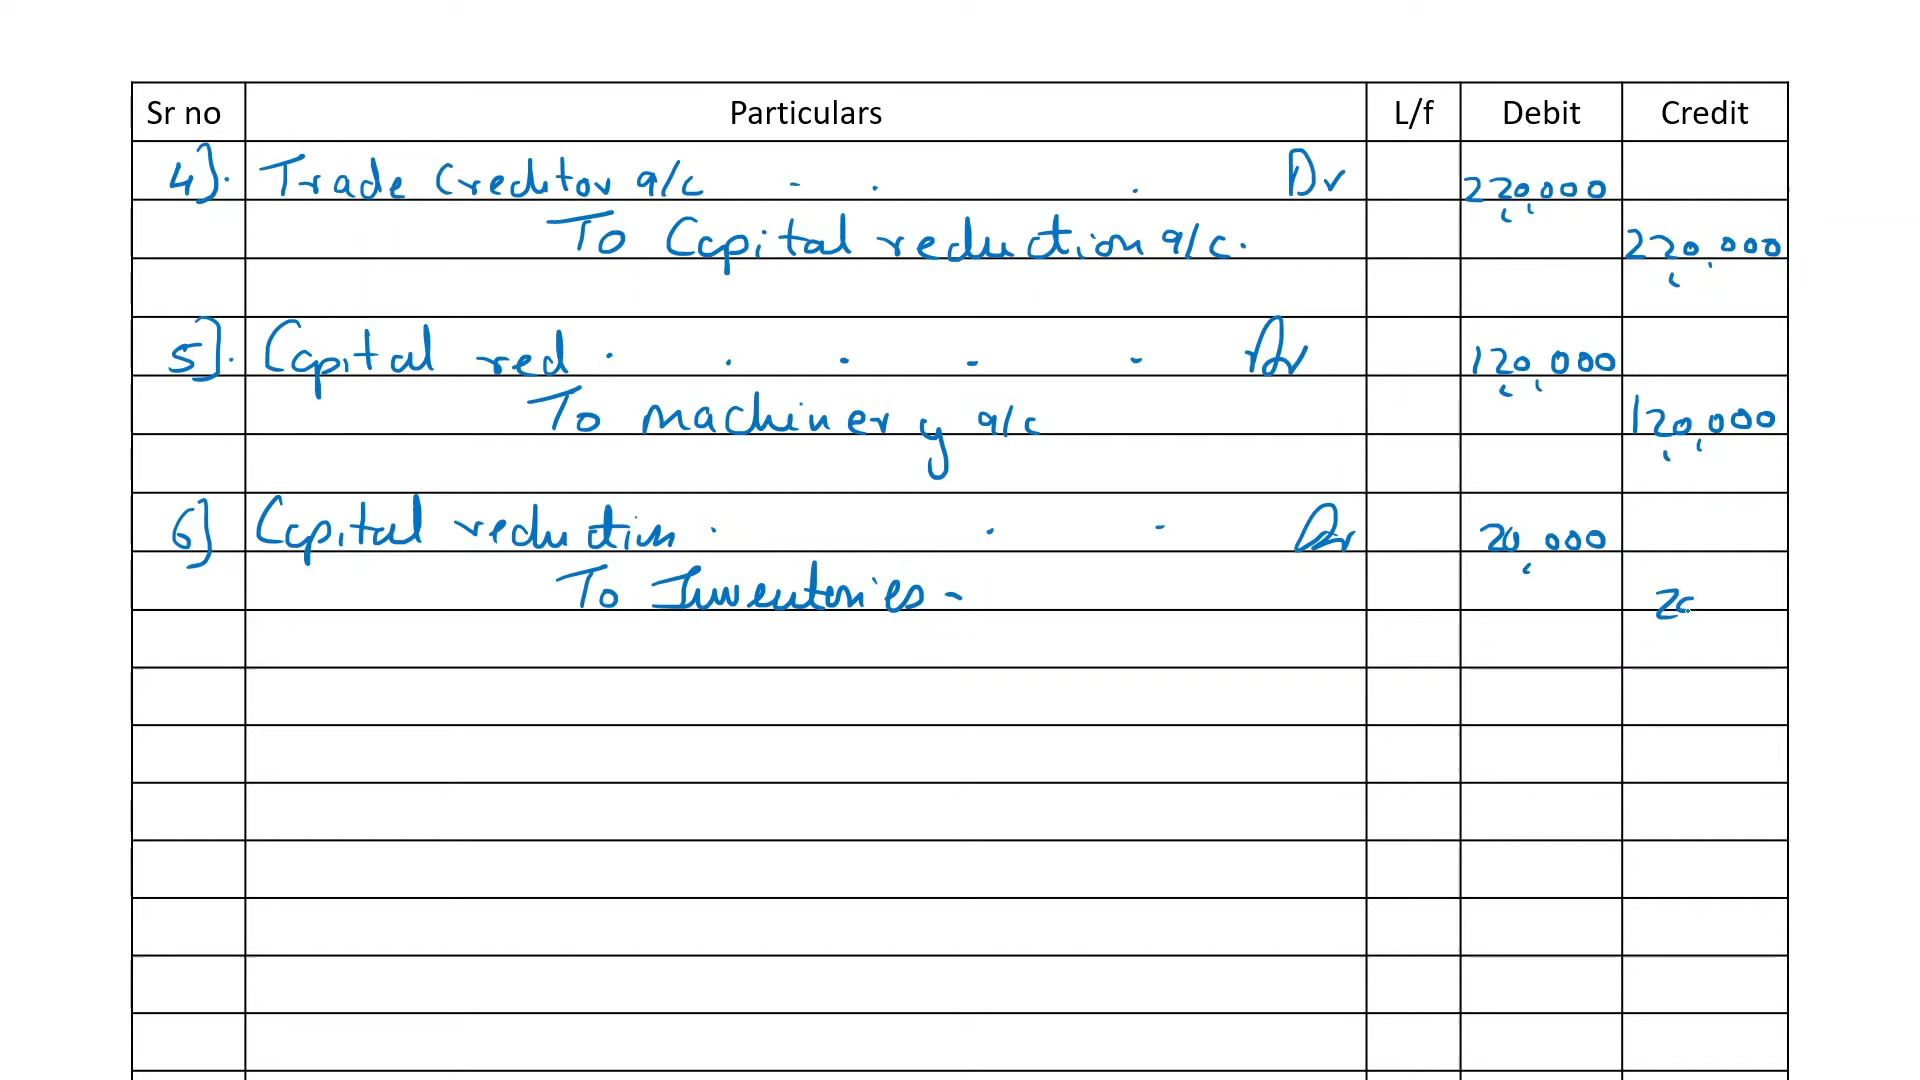 Sr no Particulars L/f Debit Credit
4]. Trade Creditor a/c - . . Dr 220,000
To Capital reduction a/c. 220,000
5]. Capital red . . - - - Dr 120,000
To machinery a/c 120,000
6] Capital reduction . . - Dr 20,000
To Inventories - 20